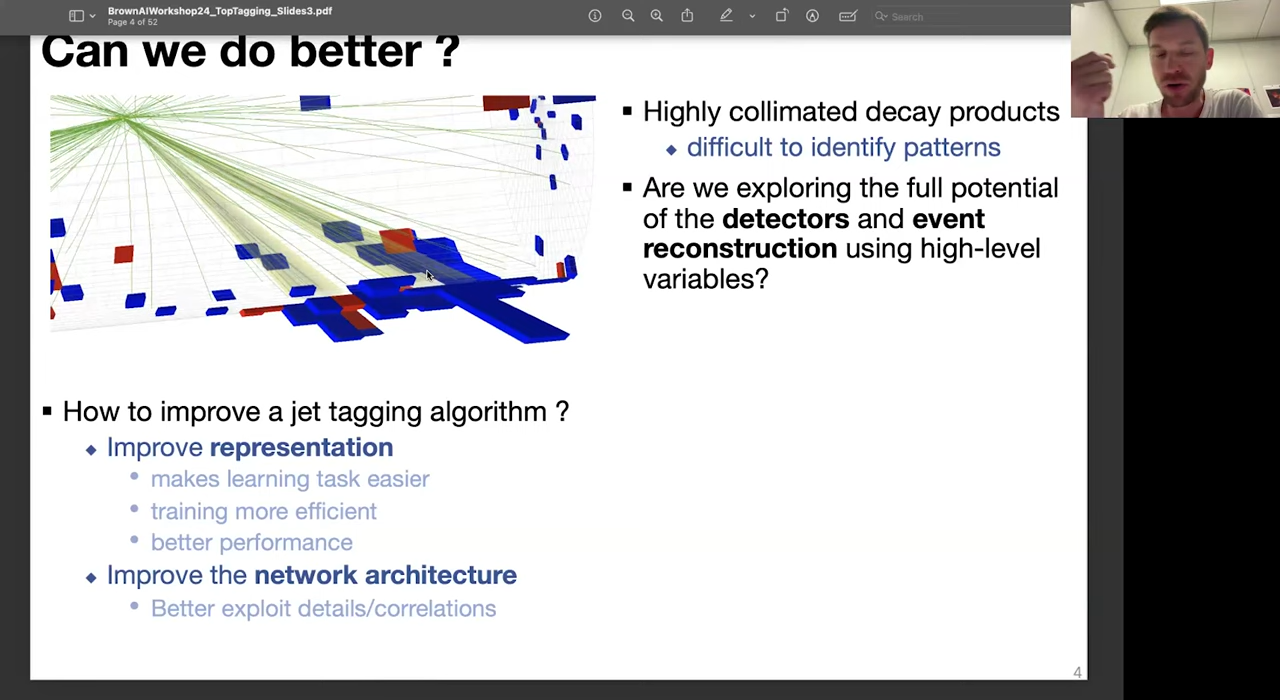 BrownAIWorkshop24_TopTagging_Slides3.pdf
Page 4 of 52
Search
Can we do better ?
▪ Highly collimated decay products
◆ difficult to identify patterns
▪ Are we exploring the full potential
of the detectors and event
reconstruction using high-level
variables?
▪ How to improve a jet tagging algorithm ?
◆ Improve representation
• makes learning task easier
• training more efficient
• better performance
◆ Improve the network architecture
• Better exploit details/correlations
4